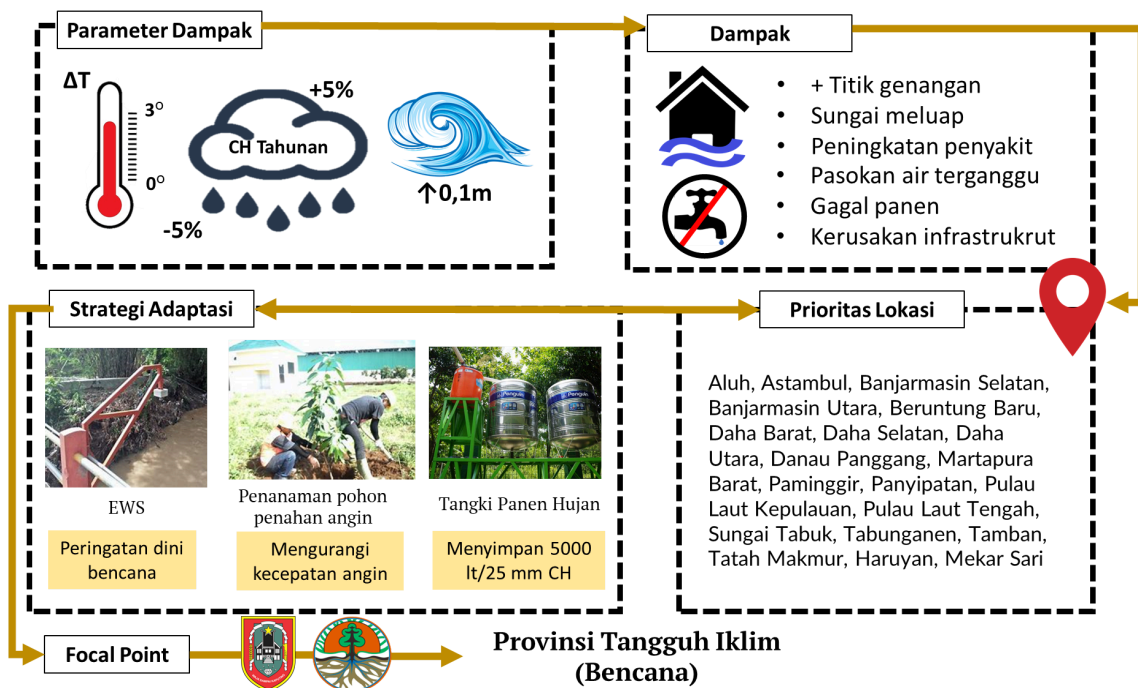 Parameter Dampak
ΔT
3°
0°
+5%
CH Tahunan
-5%
↑0,1m
Dampak
• + Titik genangan
• Sungai meluap
• Peningkatan penyakit
• Pasokan air terganggu
• Gagal panen
• Kerusakan infrastrukrut
Strategi Adaptasi
EWS
Peringatan dini
bencana
Penanaman pohon
penahan angin
Mengurangi
kecepatan angin
Penguin
Tangki Panen Hujan
Menyimpan 5000
lt/25 mm CH
Prioritas Lokasi
Aluh, Astambul, Banjarmasin Selatan,
Banjarmasin Utara, Beruntung Baru,
Daha Barat, Daha Selatan, Daha
Utara, Danau Panggang, Martapura
Barat, Paminggir, Panyipatan, Pulau
Laut Kepulauan, Pulau Laut Tengah,
Sungai Tabuk, Tabunganen, Tamban,
Tatah Makmur, Haruyan, Mekar Sari
Focal Point
Provinsi Tangguh Iklim
(Bencana)